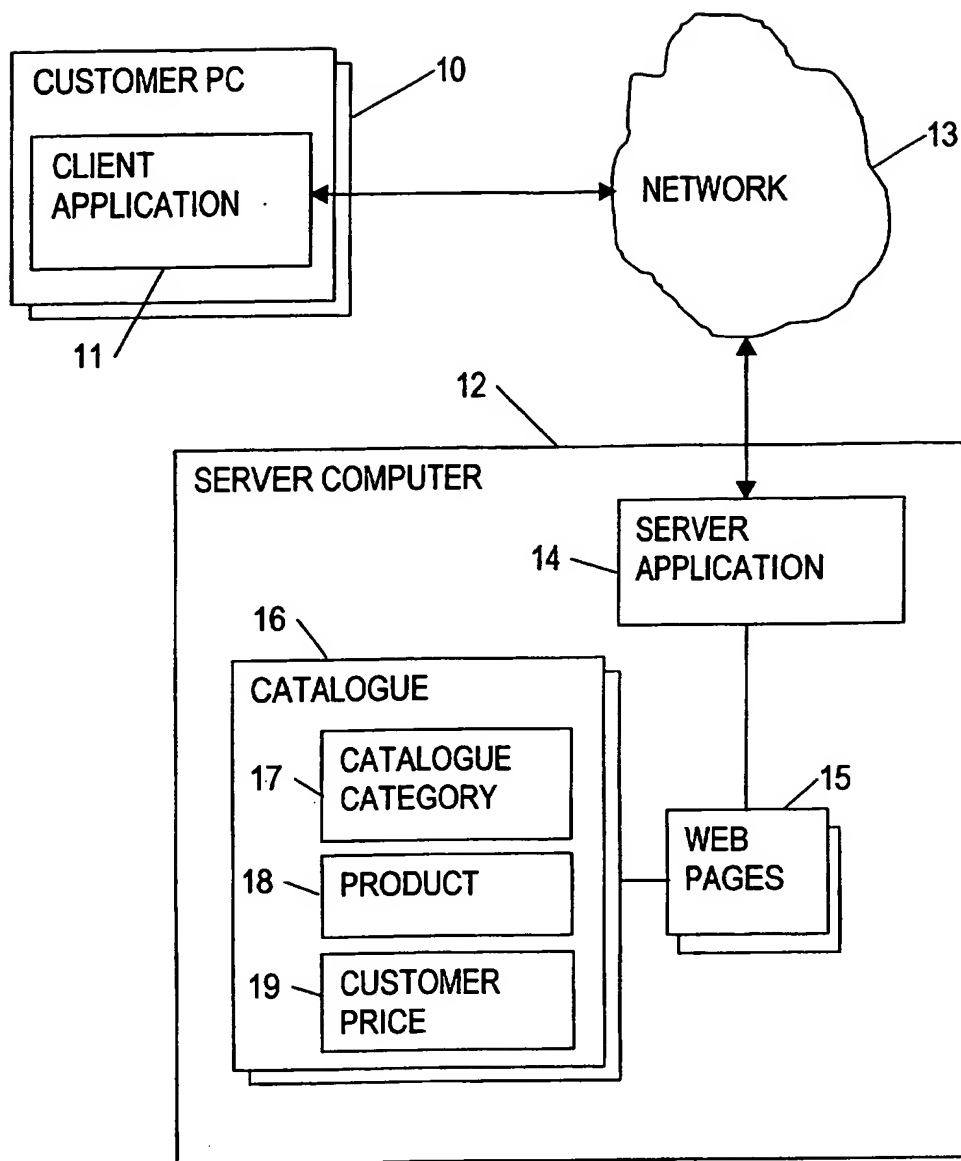 CUSTOMER PC
10
CLIENT
APPLICATION
11
NETWORK
13
12
SERVER COMPUTER
SERVER
APPLICATION
14
16
CATALOGUE
17
CATALOGUE
CATEGORY
18
PRODUCT
19
CUSTOMER
PRICE
15
WEB
PAGES